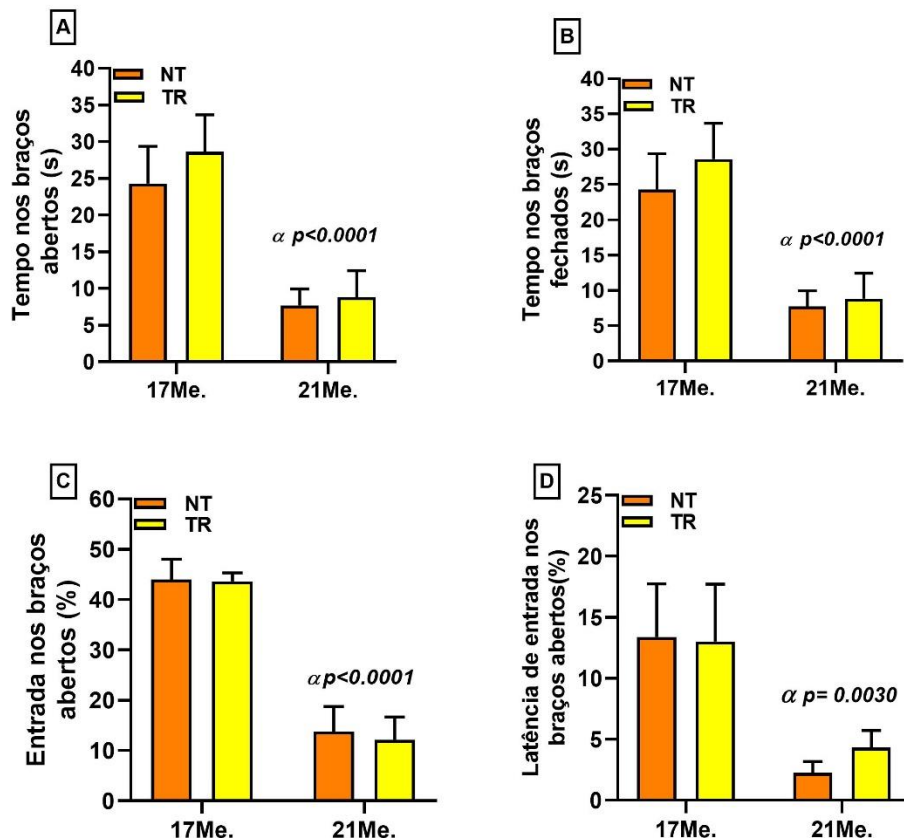 A
Tempo nos braços
abertos (s)
NT
TR
40
35
30
25
20
15
10
5
0
α p<0.0001
17Me.
21Me.
B
Tempo nos braços
fechados (s)
NT
TR
40
35
30
25
20
15
10
5
0
α p<0.0001
17Me.
21Me.
C
Entrada nos braços
abertos (%)
NT
TR
60
50
40
30
20
10
0
α p<0.0001
17Me.
21Me.
D
Latência de entrada nos
braços abertos(%)
NT
TR
25
20
15
10
5
0
α p= 0.0030
17Me.
21Me.